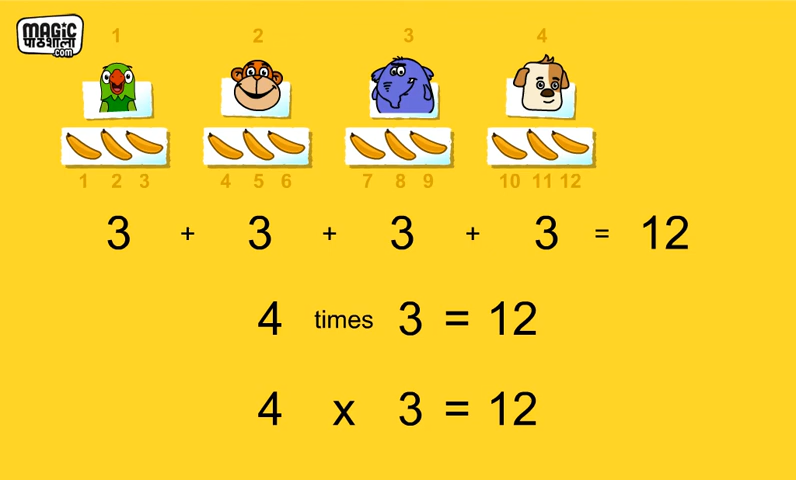 MAGiC
पाठशाला
.com
1 2 3 4
1 2 3 4 5 6 7 8 9 10 11 12
3 + 3 + 3 + 3 = 12
4 times 3 = 12
4 x 3 = 12